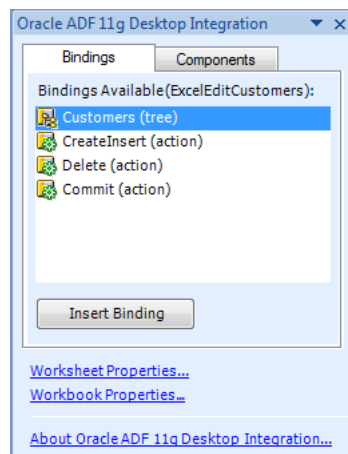 Oracle ADF 11g Desktop Integration
Bindings Components
Bindings Available(ExcelEditCustomers):
Customers (tree)
CreateInsert (action)
Delete (action)
Commit (action)
Insert Binding
Worksheet Properties...
Workbook Properties...
About Oracle ADF 11g Desktop Integration...